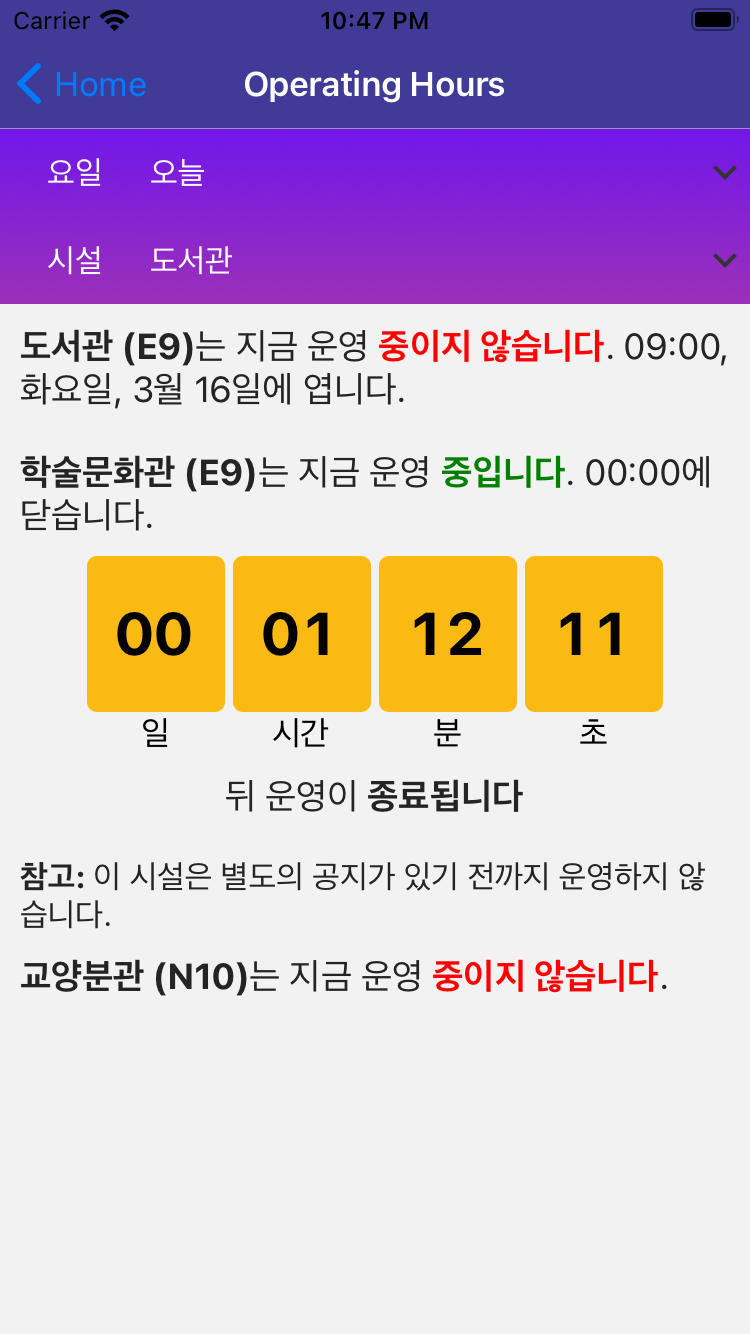 Carrier 10:47 PM
Home Operating Hours
요일 오늘
시설 도서관
도서관 (E9)는 지금 운영 중이지 않습니다. 09:00,
화요일, 3월 16일에 엽니다.
학술문화관 (E9)는 지금 운영 중입니다. 00:00에
닫습니다.
00 01 12 11
일 시간 분 초
뒤 운영이 종료됩니다
참고: 이 시설은 별도의 공지가 있기 전까지 운영하지 않
습니다.
교양분관 (N10)는 지금 운영 중이지 않습니다.